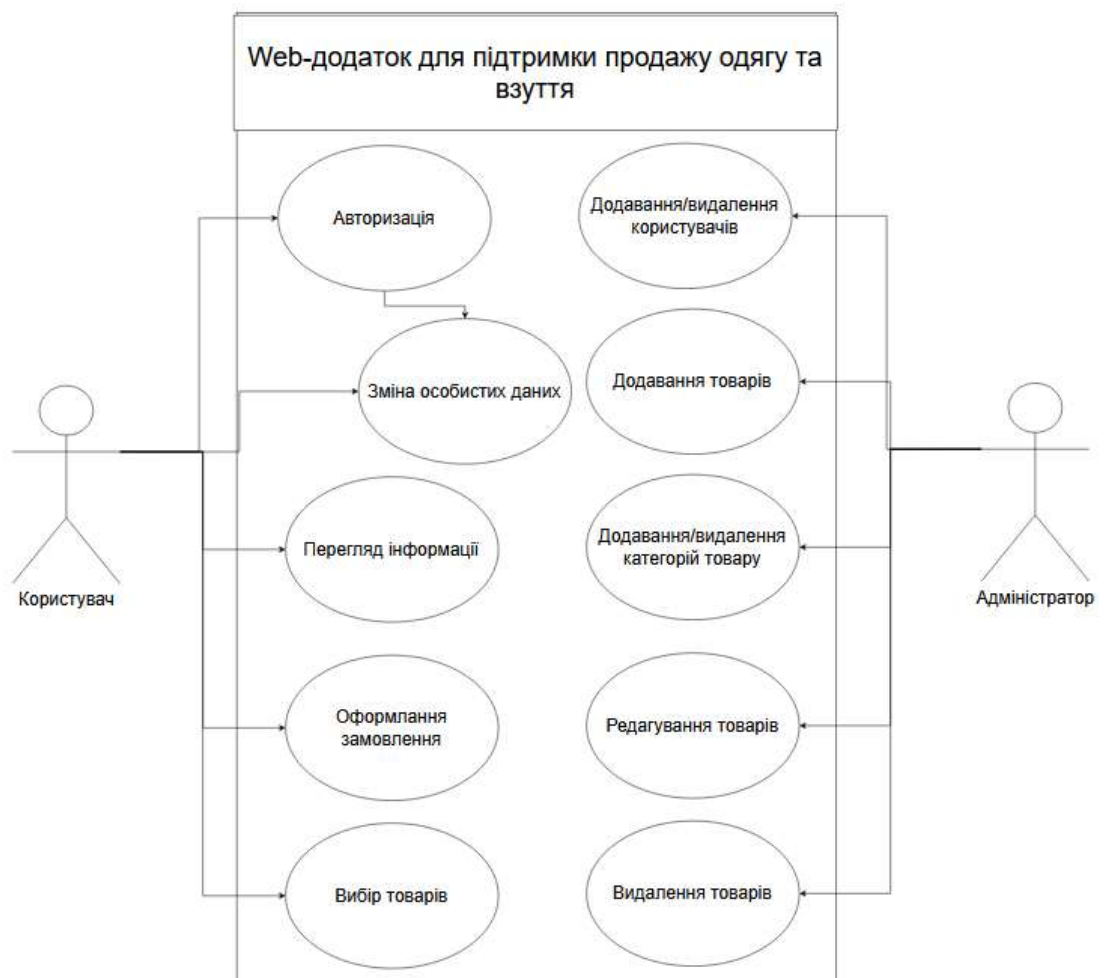 Web-додаток для підтримки продажу одягу та
взуття
Авторизація
Додавання/видалення
користувачів
Зміна особистих даних
Додавання товарів
Перегляд інформації
Додавання/видалення
категорій товару
Користувач
Адміністратор
Оформлання
замовлення
Редагування товарів
Вибір товарів
Видалення товарів